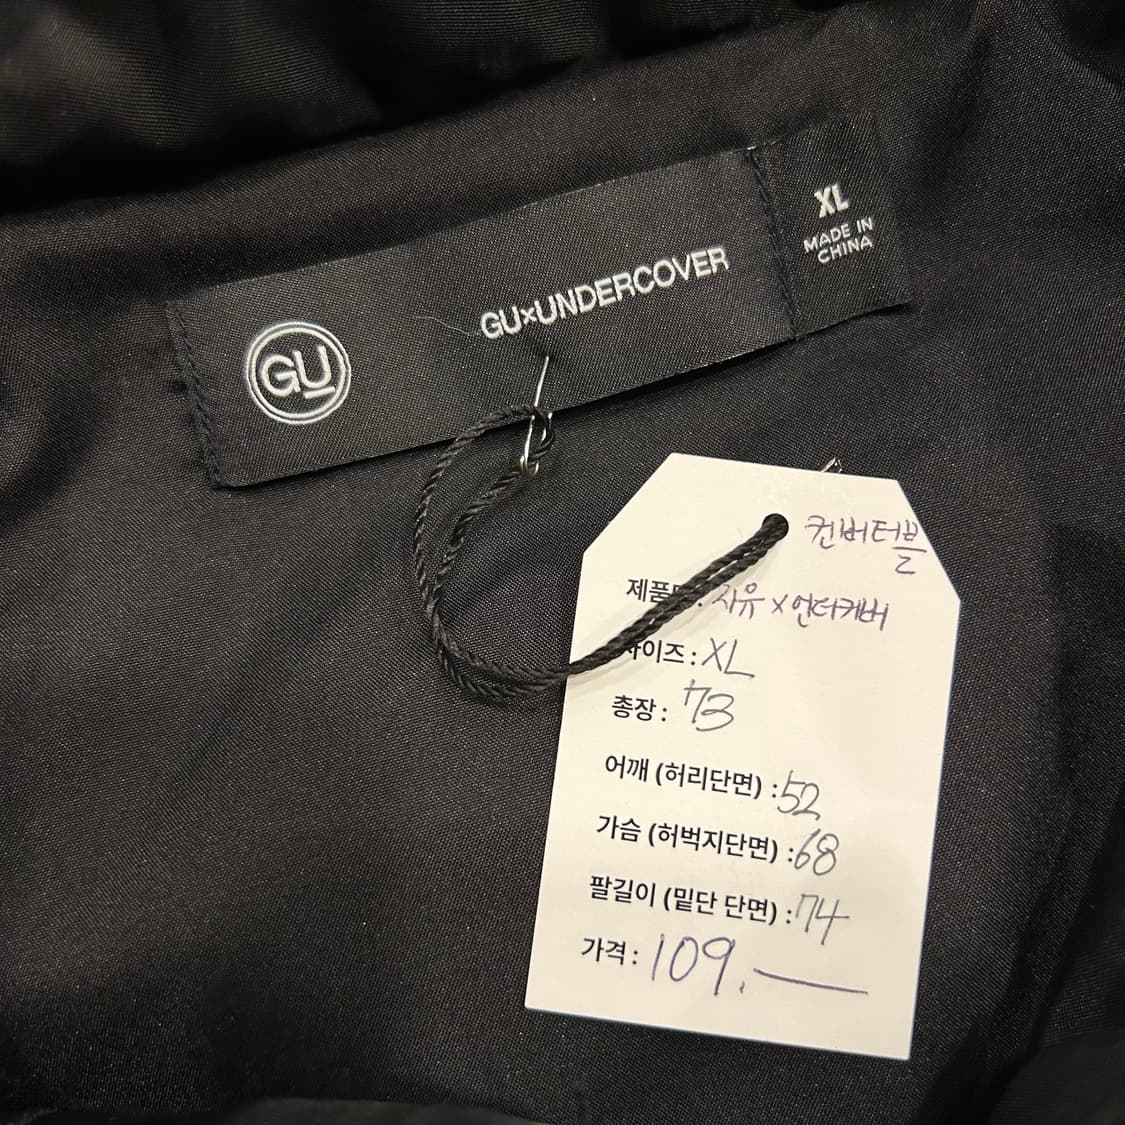 GU
GU×UNDERCOVER
XL
MADE IN
CHINA
컨버터블
제품명: 지유 X 언더커버
사이즈: XL
총장: 73
어깨 (허리단면) :52
가슴 (허벅지단면) :68
팔길이 (밑단 단면) :74
가격: 109.—